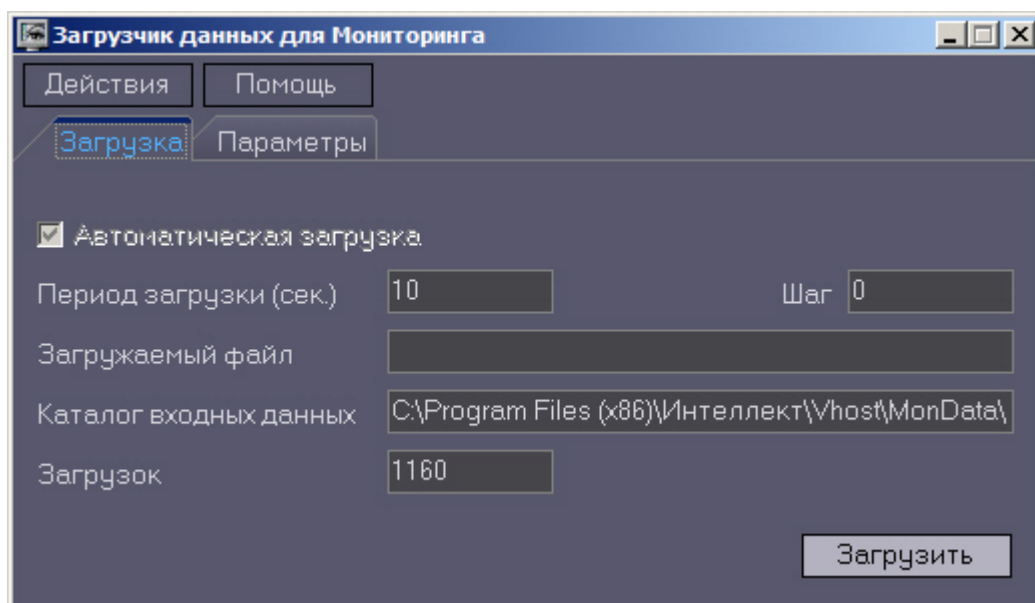 Загрузчик данных для Мониторинга
Действия Помощь
Загрузка Параметры
Автоматическая загрузка
Период загрузки (сек.) 10 Шаг 0
Загружаемый файл
Каталог входных данных C:\Program Files (x86)\Интеллект\Vhost\MonData\
Загрузок 1160
Загрузить